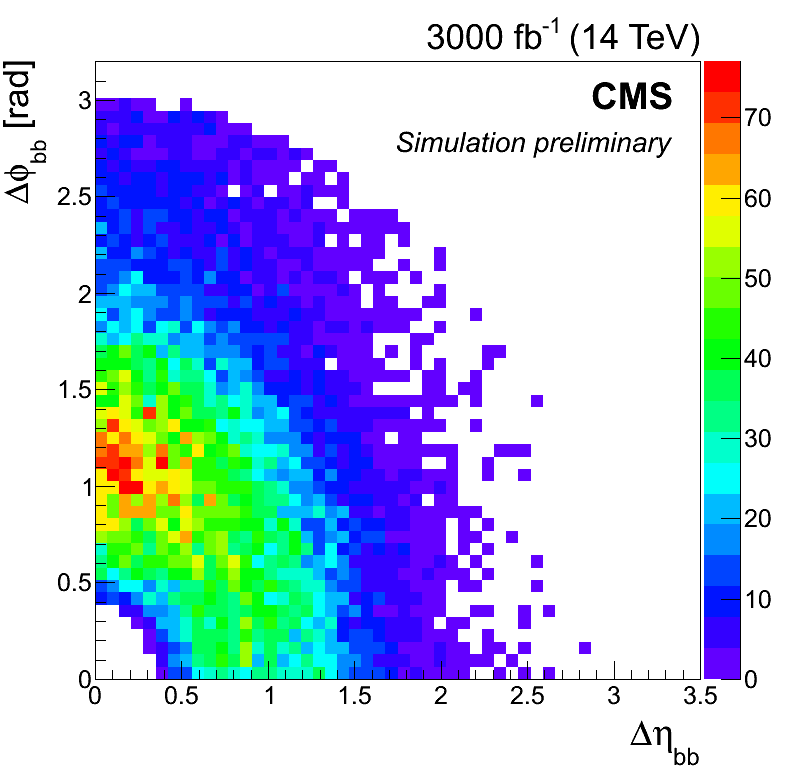 3000 fb⁻¹ (14 TeV)
CMS
Simulation preliminary
Δϕbb [rad]
3
2.5
2
1.5
1
0.5
0
0 0.5 1 1.5 2 2.5 3 3.5
Δηbb
70
60
50
40
30
20
10
0